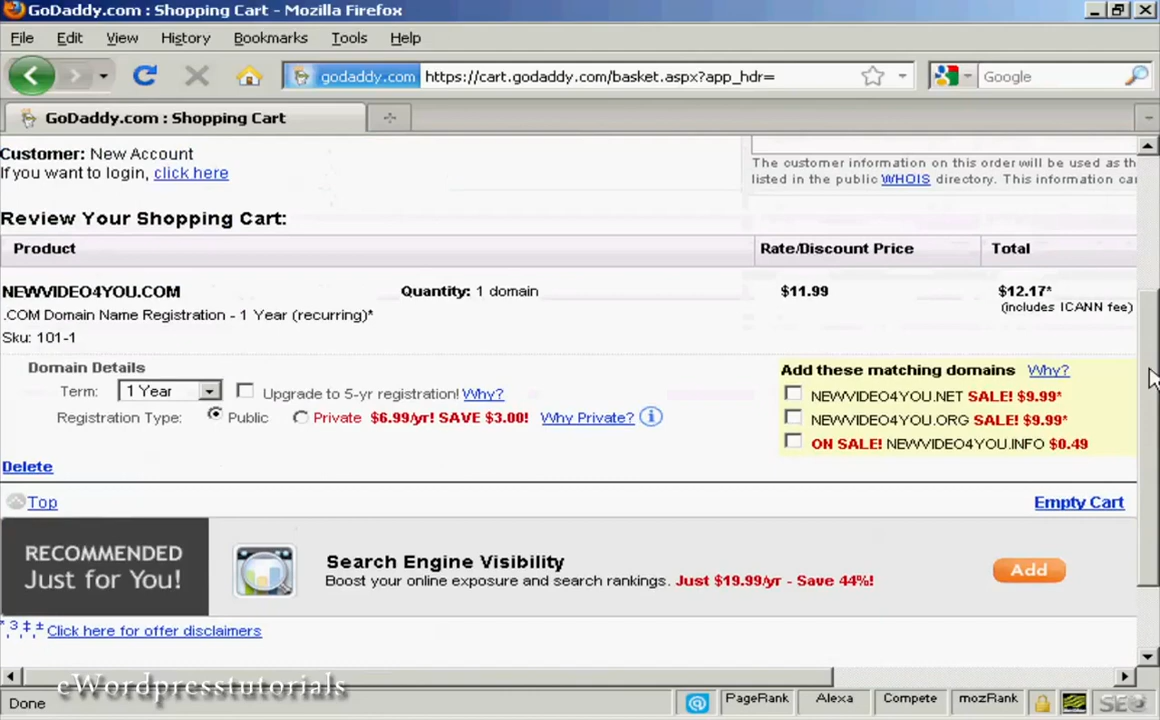 GoDaddy.com : Shopping Cart - Mozilla Firefox
File Edit View History Bookmarks Tools Help
godaddy.com https://cart.godaddy.com/basket.aspx?app_hdr= Google
GoDaddy.com : Shopping Cart
Customer: New Account
If you want to login, click here
The customer information on this order will be used as th
listed in the public WHOIS directory. This information car
Review Your Shopping Cart:
Product Rate/Discount Price Total
NEWVIDEO4YOU.COM Quantity: 1 domain $11.99 $12.17*
(includes ICANN fee)
.COM Domain Name Registration - 1 Year (recurring)*
Sku: 101-1
Domain Details
Term: 1 Year Upgrade to 5-yr registration! Why?
Registration Type: Public Private $6.99/yr! SAVE $3.00! Why Private? i
Add these matching domains Why?
NEWVIDEO4YOU.NET SALE! $9.99*
NEWVIDEO4YOU.ORG SALE! $9.99*
ON SALE! NEWVIDEO4YOU.INFO $0.49
Delete
Top Empty Cart
RECOMMENDED
Just for You!
Search Engine Visibility
Boost your online exposure and search rankings. Just $19.99/yr - Save 44%!
Add
*,3,‡,± Click here for offer disclaimers
eWordpresstutorials
Done @ PageRank Alexa Compete mozRank SEO